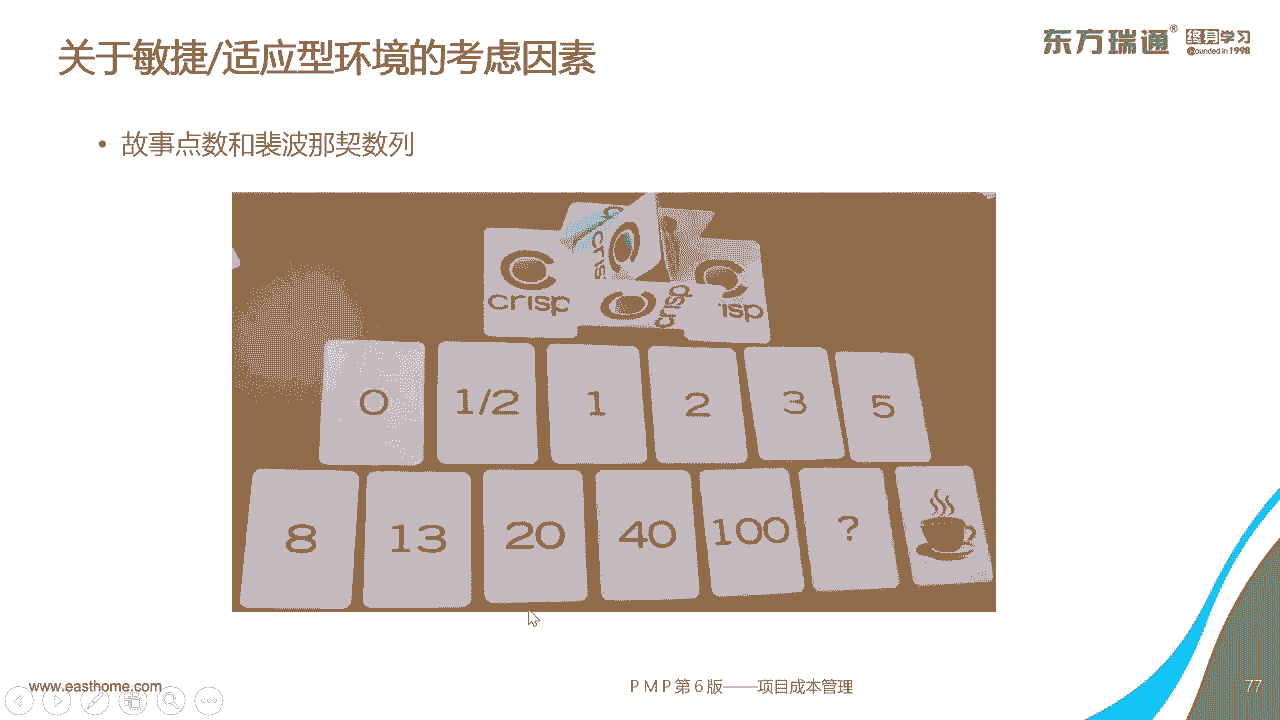 关于敏捷/适应型环境的考虑因素
东方瑞通®
终身学习
Founded in 1998
• 故事点数和裴波那契数列
crisp
cris
crisp
isp
0 1/2 1 2 3 5
8 13 20 40 100 ?
www.easthome.com
PMP第6版——项目成本管理
77